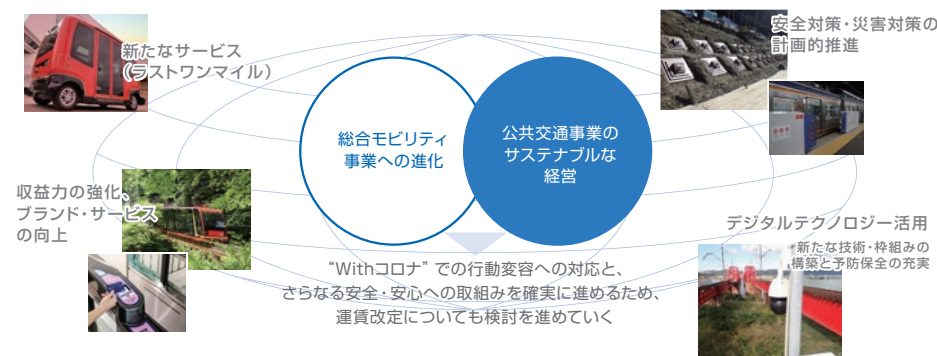 新たなサービス
（ラストワンマイル）
安全対策・災害対策の
計画的推進
総合モビリティ
事業への進化
公共交通事業の
サステナブルな
経営
収益力の強化、
ブランド・サービス
の向上
デジタルテクノロジー活用
新たな技術・枠組みの
構築と予防保全の充実
“Withコロナ” での行動変容への対応と、
さらなる安全・安心への取組みを確実に進めるため、
運賃改定についても検討を進めていく